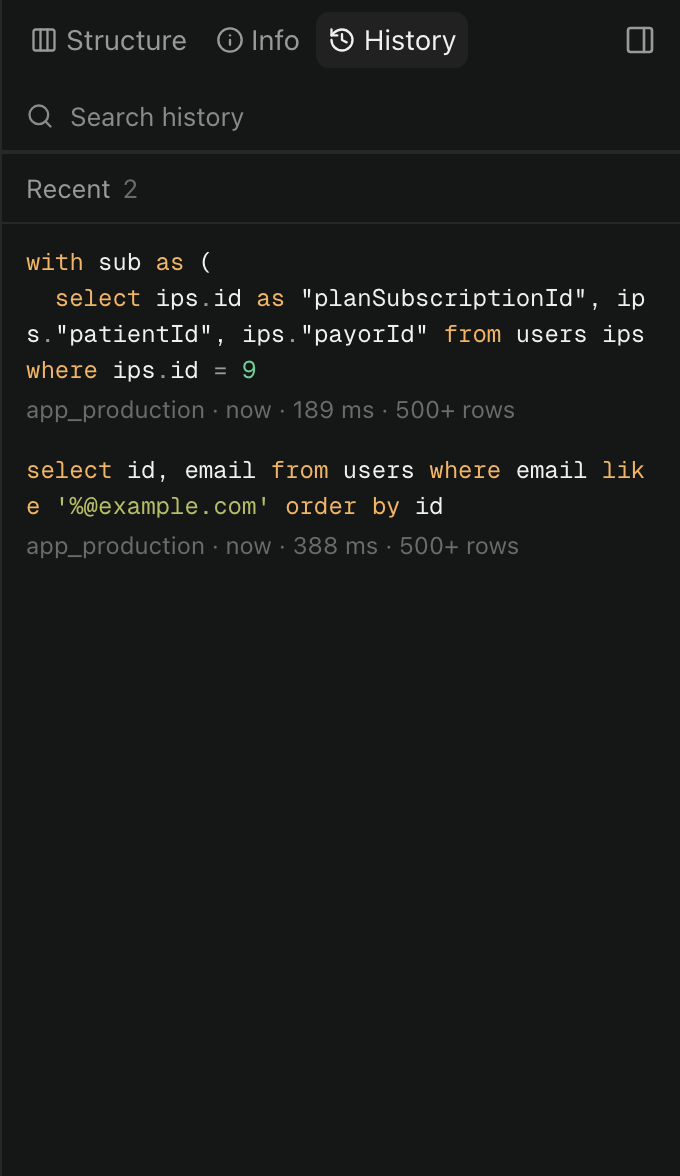 Structure Info History
Search history
Recent 2
with sub as (
  select ips.id as "planSubscriptionId", ip
s."patientId", ips."payorId" from users ips
where ips.id = 9
app_production · now · 189 ms · 500+ rows
select id, email from users where email lik
e '%@example.com' order by id
app_production · now · 388 ms · 500+ rows